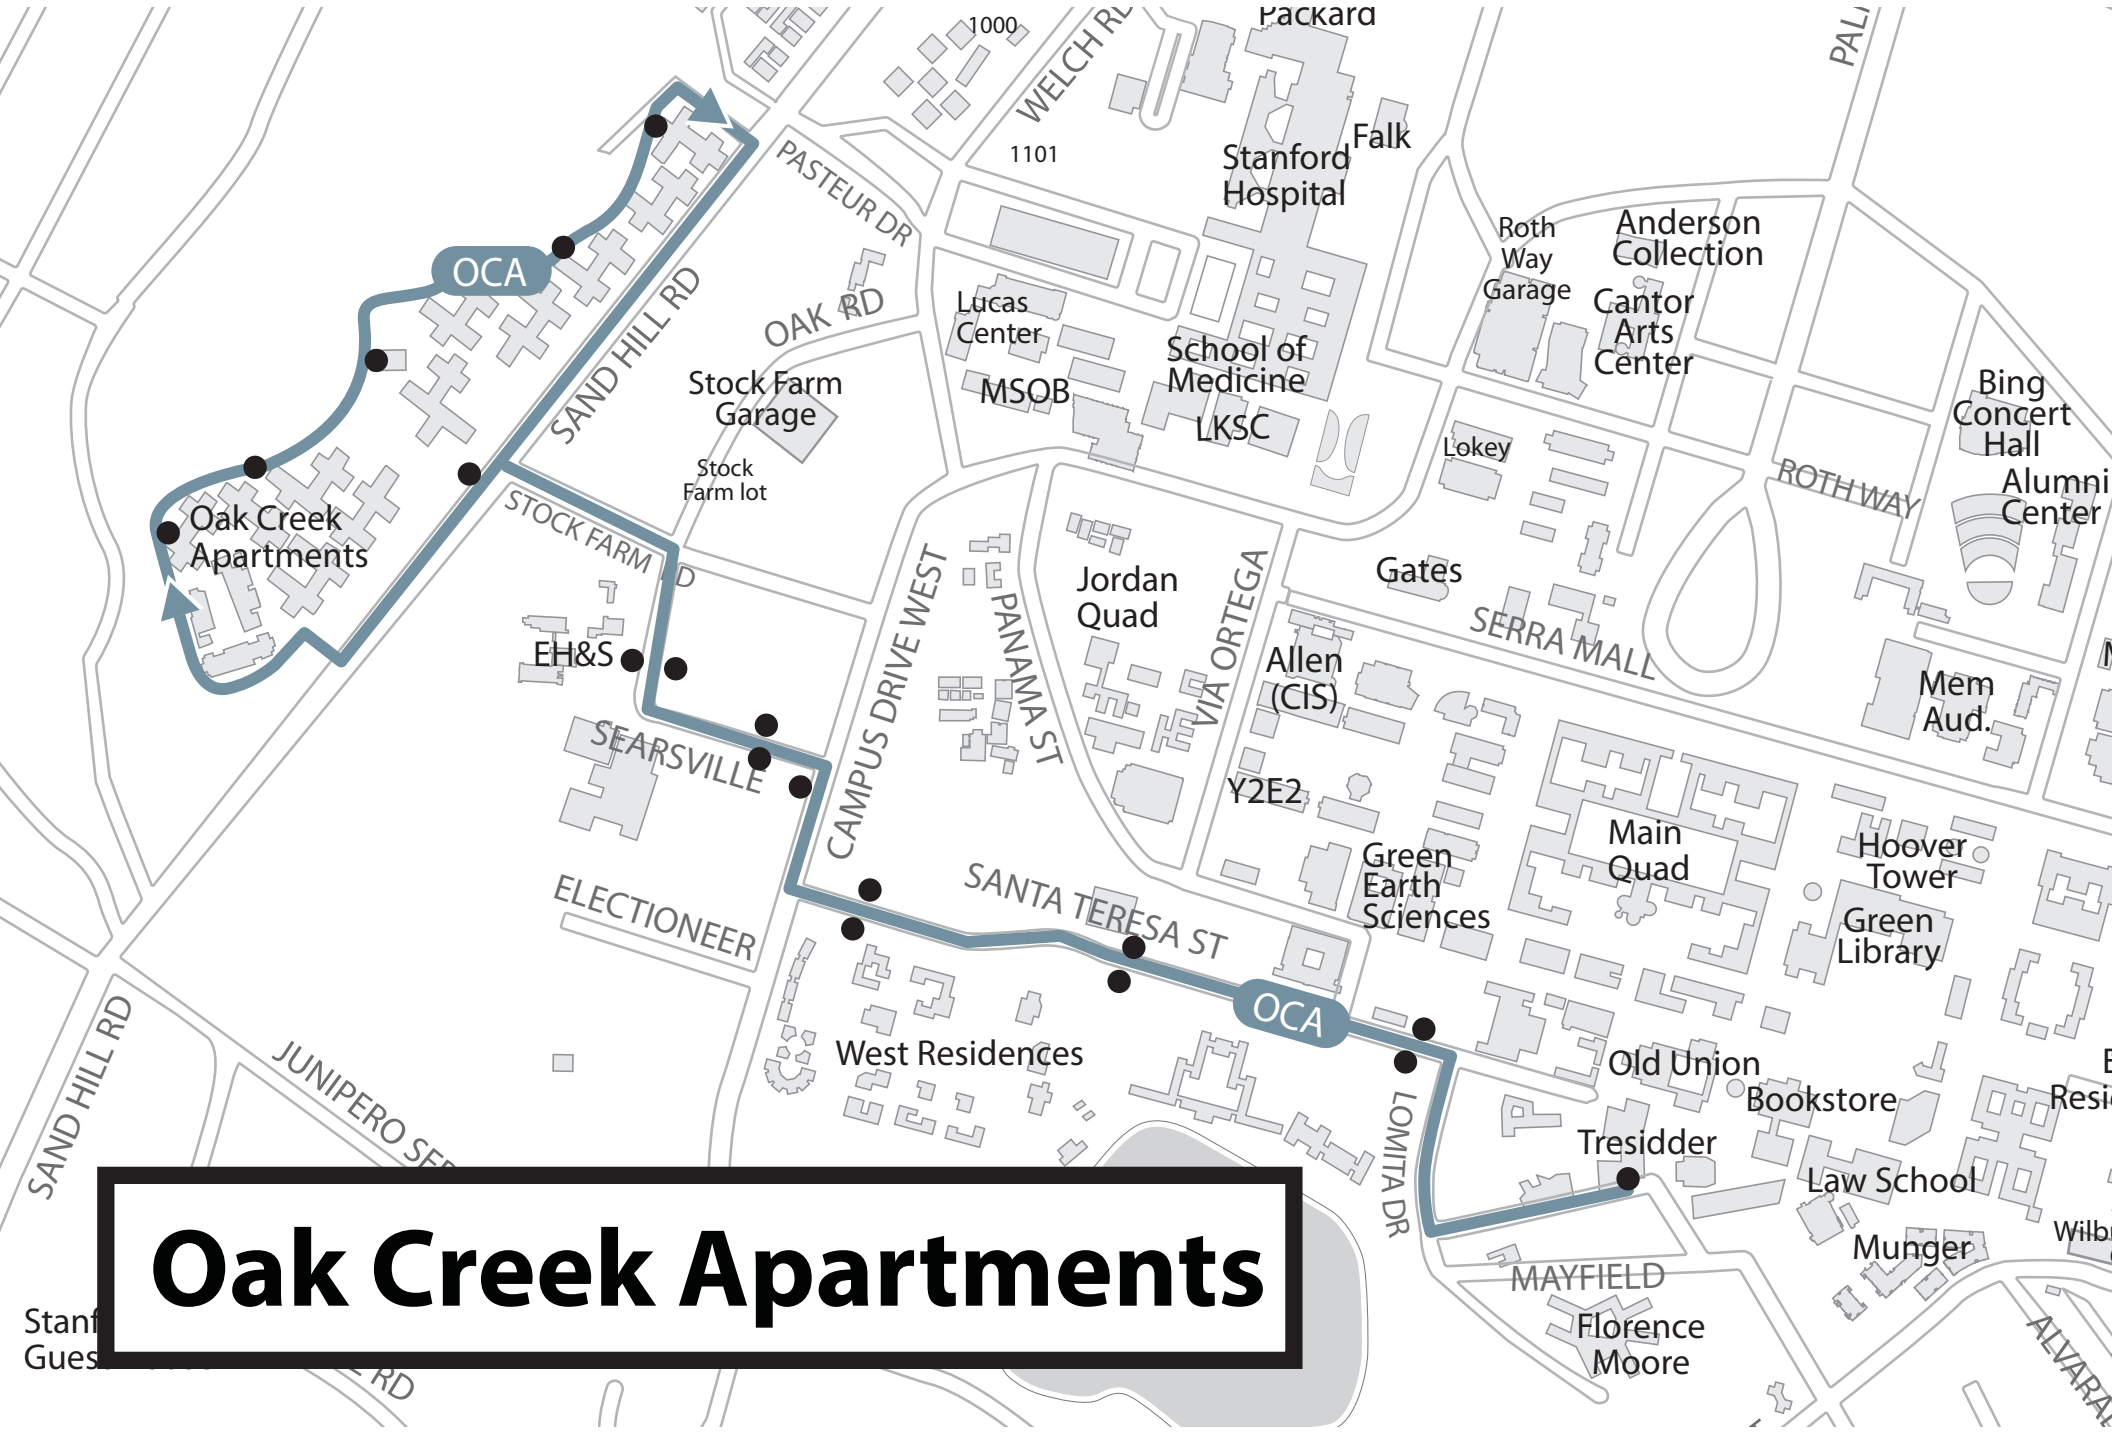 Packard
1000
WELCH RD
1101
Falk
Stanford
Hospital
PASTEUR DR
Roth
Way
Garage
Anderson
Collection
Cantor
Arts
Center
OCA
SAND HILL RD
OAK RD
Lucas
Center
School of
Medicine
MSOB
LKSC
Stock Farm
Garage
Stock
Farm lot
Bing
Concert
Hall
Alumni
Center
Lokey
ROTH WAY
Oak Creek
Apartments
STOCK FARM RD
CAMPUS DRIVE WEST
PANAMA ST
Jordan
Quad
VIA ORTEGA
Gates
SERRA MALL
EH&S
Allen
(CIS)
Mem
Aud.
SEARSVILLE
Y2E2
Main
Quad
Hoover
Tower
Green
Earth
Sciences
Green
Library
ELECTIONEER
SANTA TERESA ST
OCA
SAND HILL RD
JUNIPERO
West Residences
Old Union
Bookstore
LOMITA DR
Tresidder
Law School
Munger
MAYFIELD
Florence
Moore
RD
Oak Creek Apartments